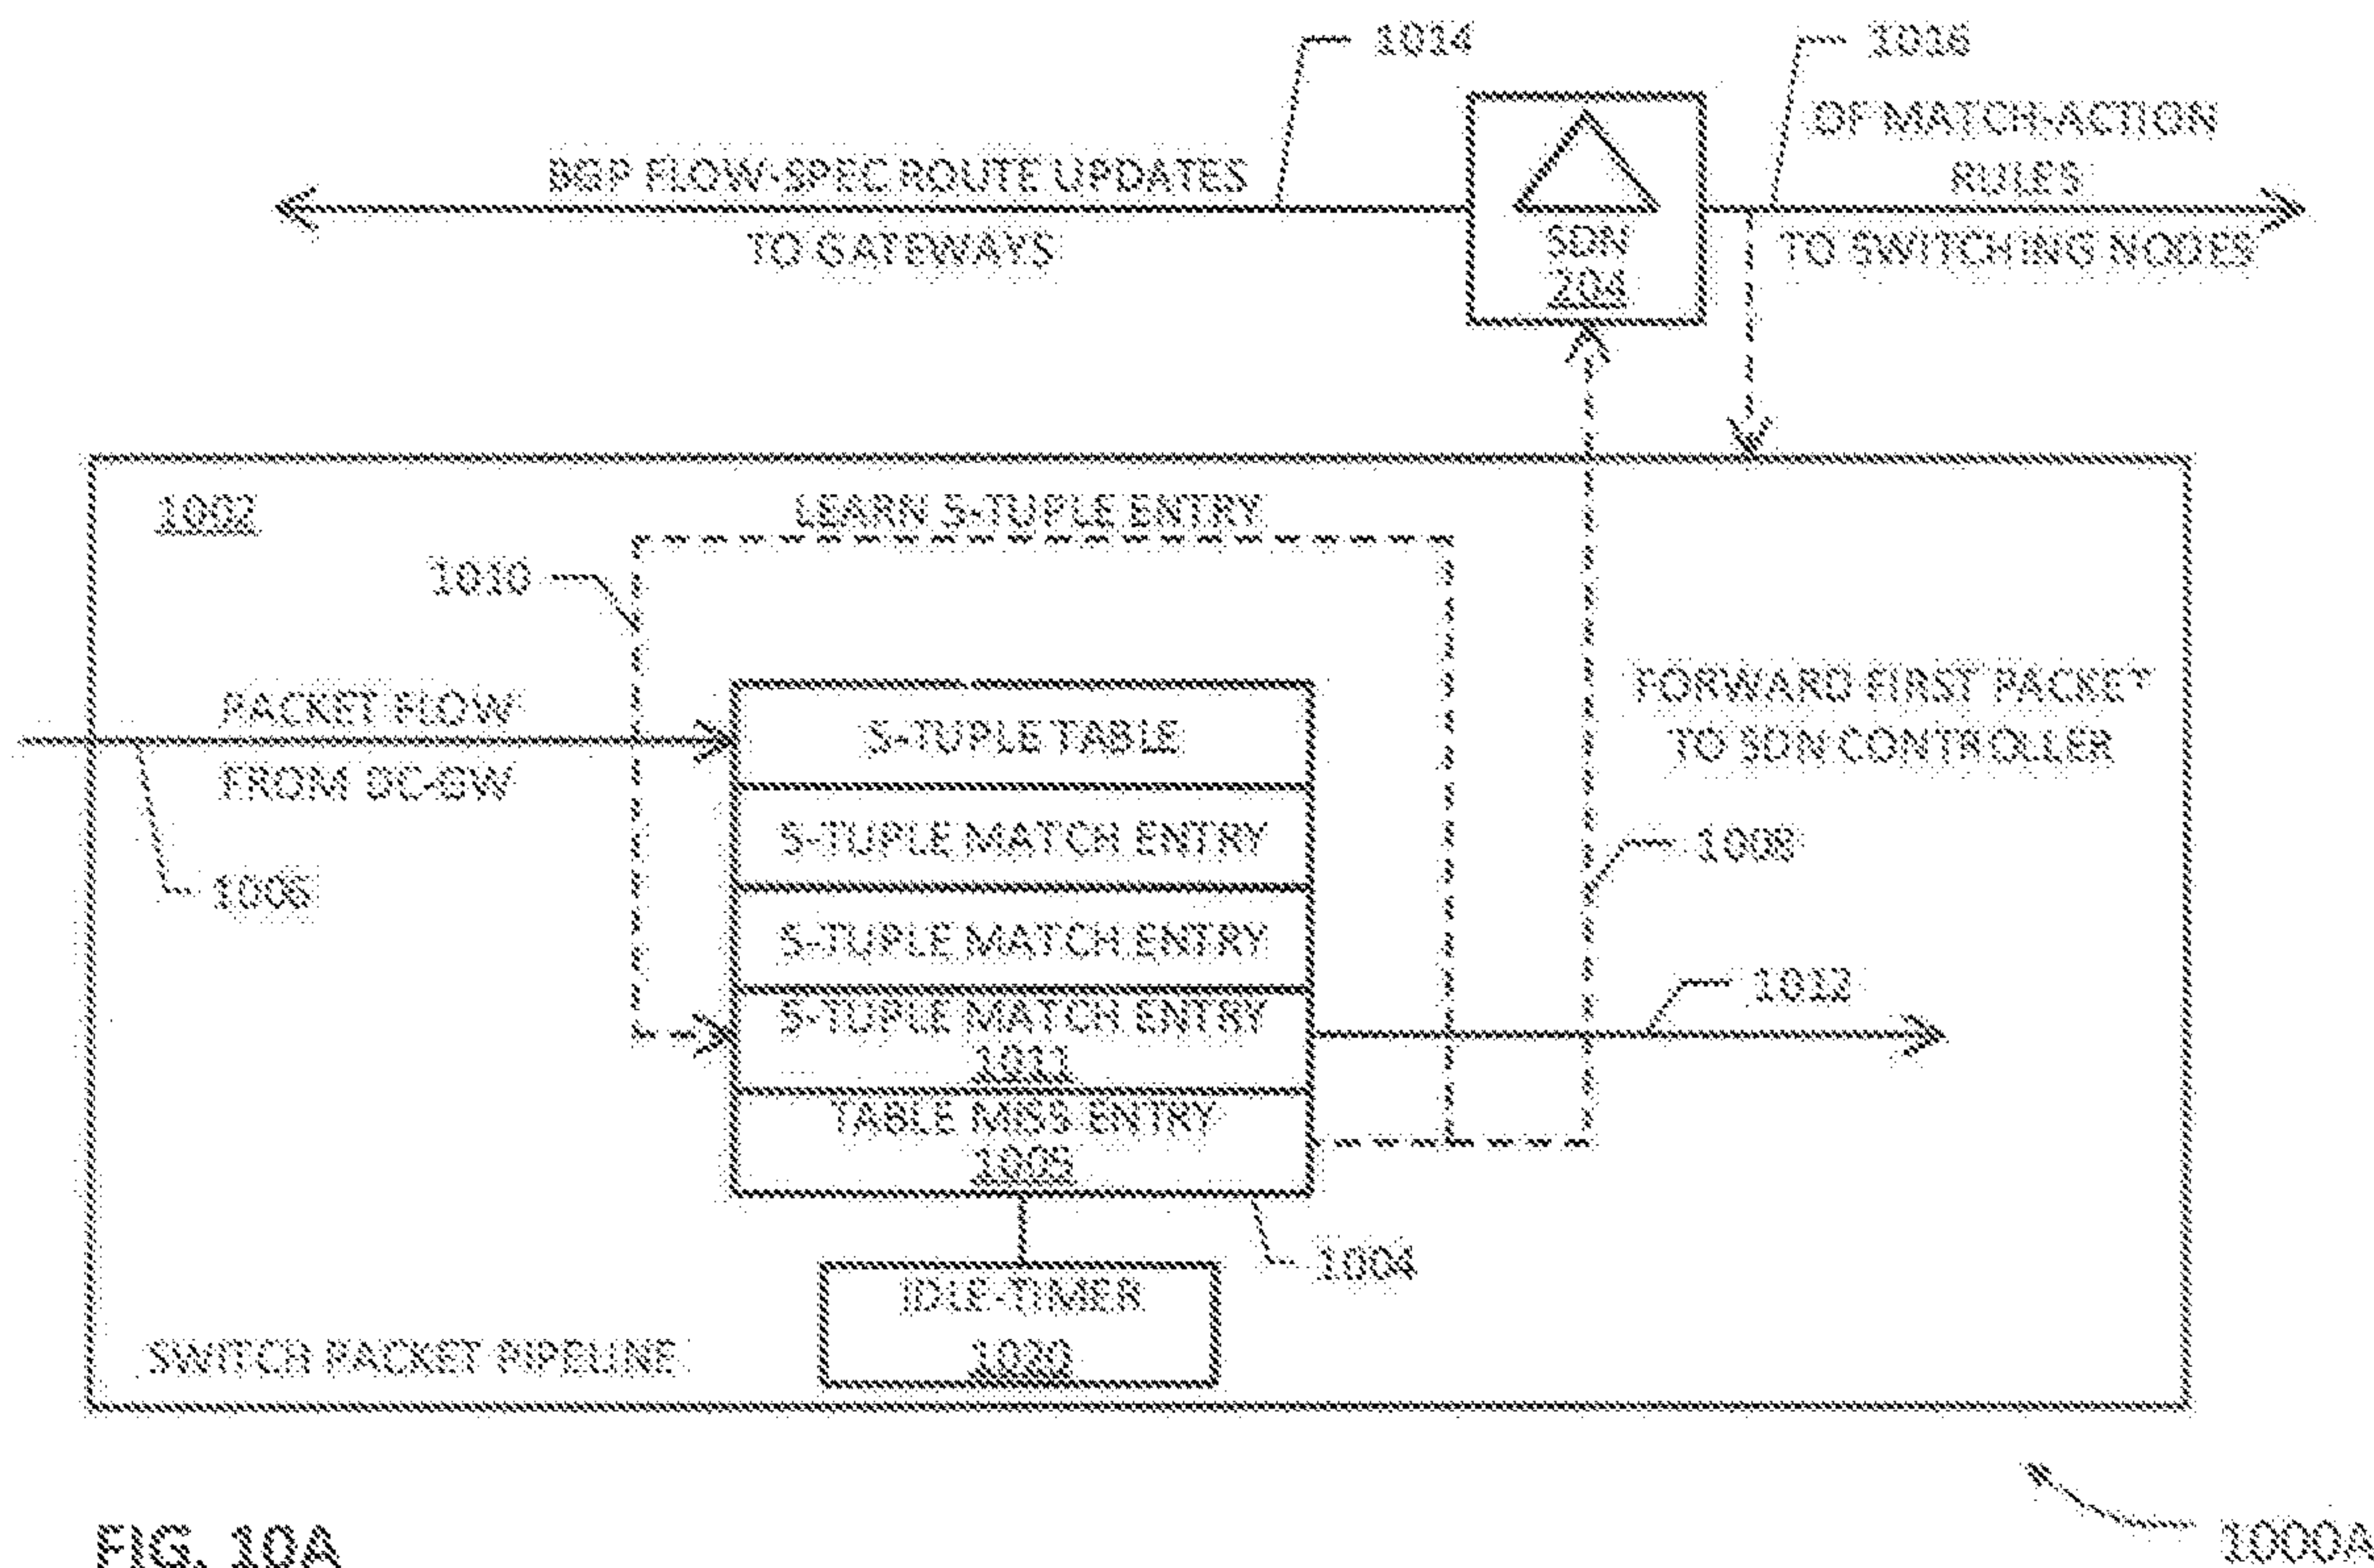 1014
1016
BGP FLOW-SPEC ROUTE UPDATES
TO GATEWAYS
SDN
204
OF MATCH-ACTION
RULES
TO SWITCHING NODES
1002
LEARN 5-TUPLE ENTRY
1010
PACKET FLOW
FROM DC-GW
1006
5-TUPLE TABLE
5-TUPLE MATCH ENTRY
5-TUPLE MATCH ENTRY
5-TUPLE MATCH ENTRY
1011
TABLE MISS ENTRY
1009
FORWARD FIRST PACKET
TO SDN CONTROLLER
1008
1012
1004
IDLE-TIMER
1020
SWITCH PACKET PIPELINE
FIG. 10A
1000A